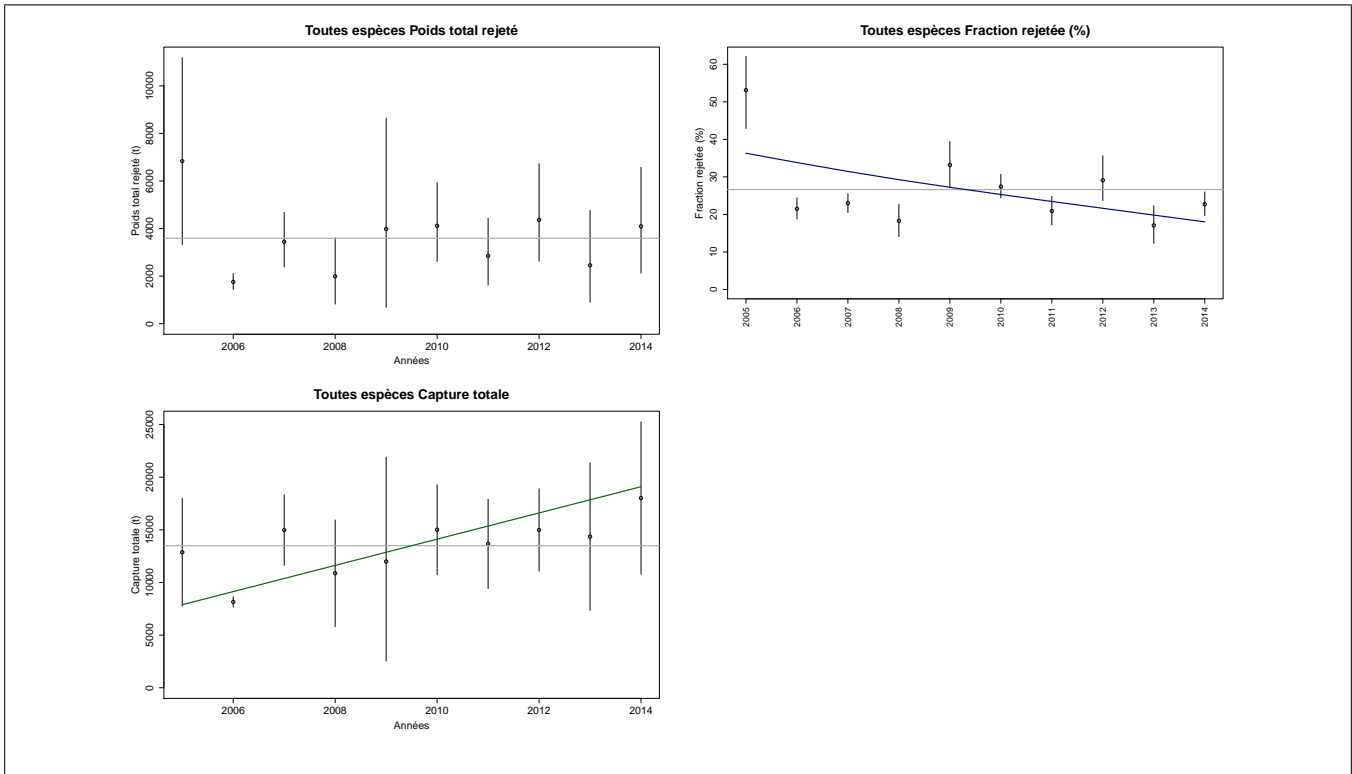 Toutes espèces Poids total rejeté
Poids total rejeté (t)
10000
8000
6000
4000
2000
0
2006 2008 2010 2012 2014
Années
Toutes espèces Fraction rejetée (%)
Fraction rejetée (%)
60
50
40
30
20
10
0
2005 2006 2007 2008 2009 2010 2011 2012 2013 2014
Toutes espèces Capture totale
Capture totale (t)
25000
20000
15000
10000
5000
0
2006 2008 2010 2012 2014
Années